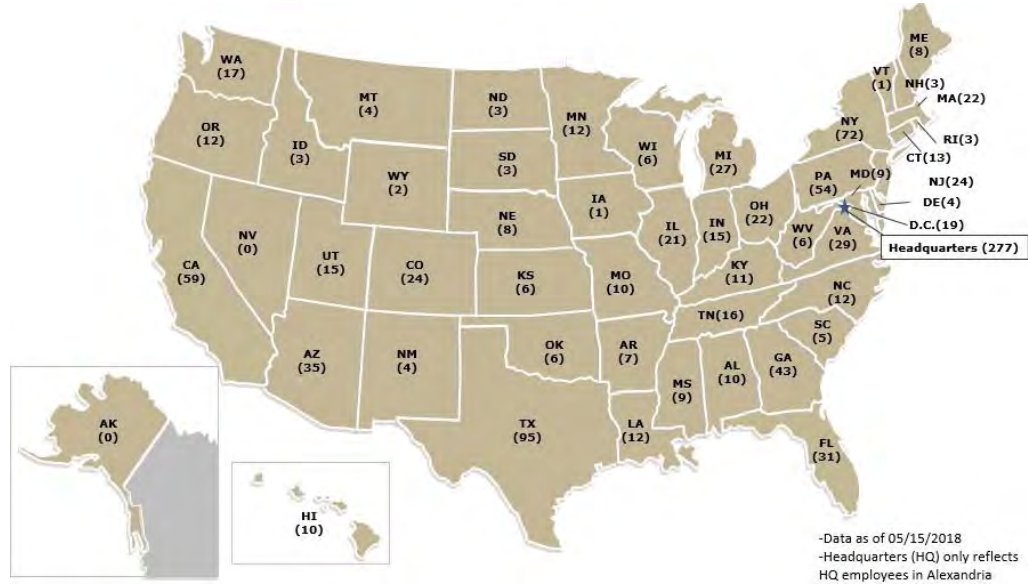 WA
(17)
OR
(12)
CA
(59)
NV
(0)
ID
(3)
MT
(4)
WY
(2)
UT
(15)
CO
(24)
AZ
(35)
NM
(4)
ND
(3)
SD
(3)
NE
(8)
KS
(6)
OK
(6)
TX
(95)
MN
(12)
IA
(1)
MO
(10)
AR
(7)
LA
(12)
WI
(6)
IL
(21)
MI
(27)
IN
(15)
OH
(22)
KY
(11)
TN(16)
MS
(9)
AL
(10)
GA
(43)
FL
(31)
SC
(5)
NC
(12)
WV
(6)
VA
(29)
PA
(54)
NY
(72)
VT
(1)
ME
(8)
NH(3)
MA(22)
RI(3)
CT(13)
MD(9)
NJ(24)
DE(4)
D.C.(19)
Headquarters (277)
AK
(0)
HI
(10)
-Data as of 05/15/2018
-Headquarters (HQ) only reflects
HQ employees in Alexandria